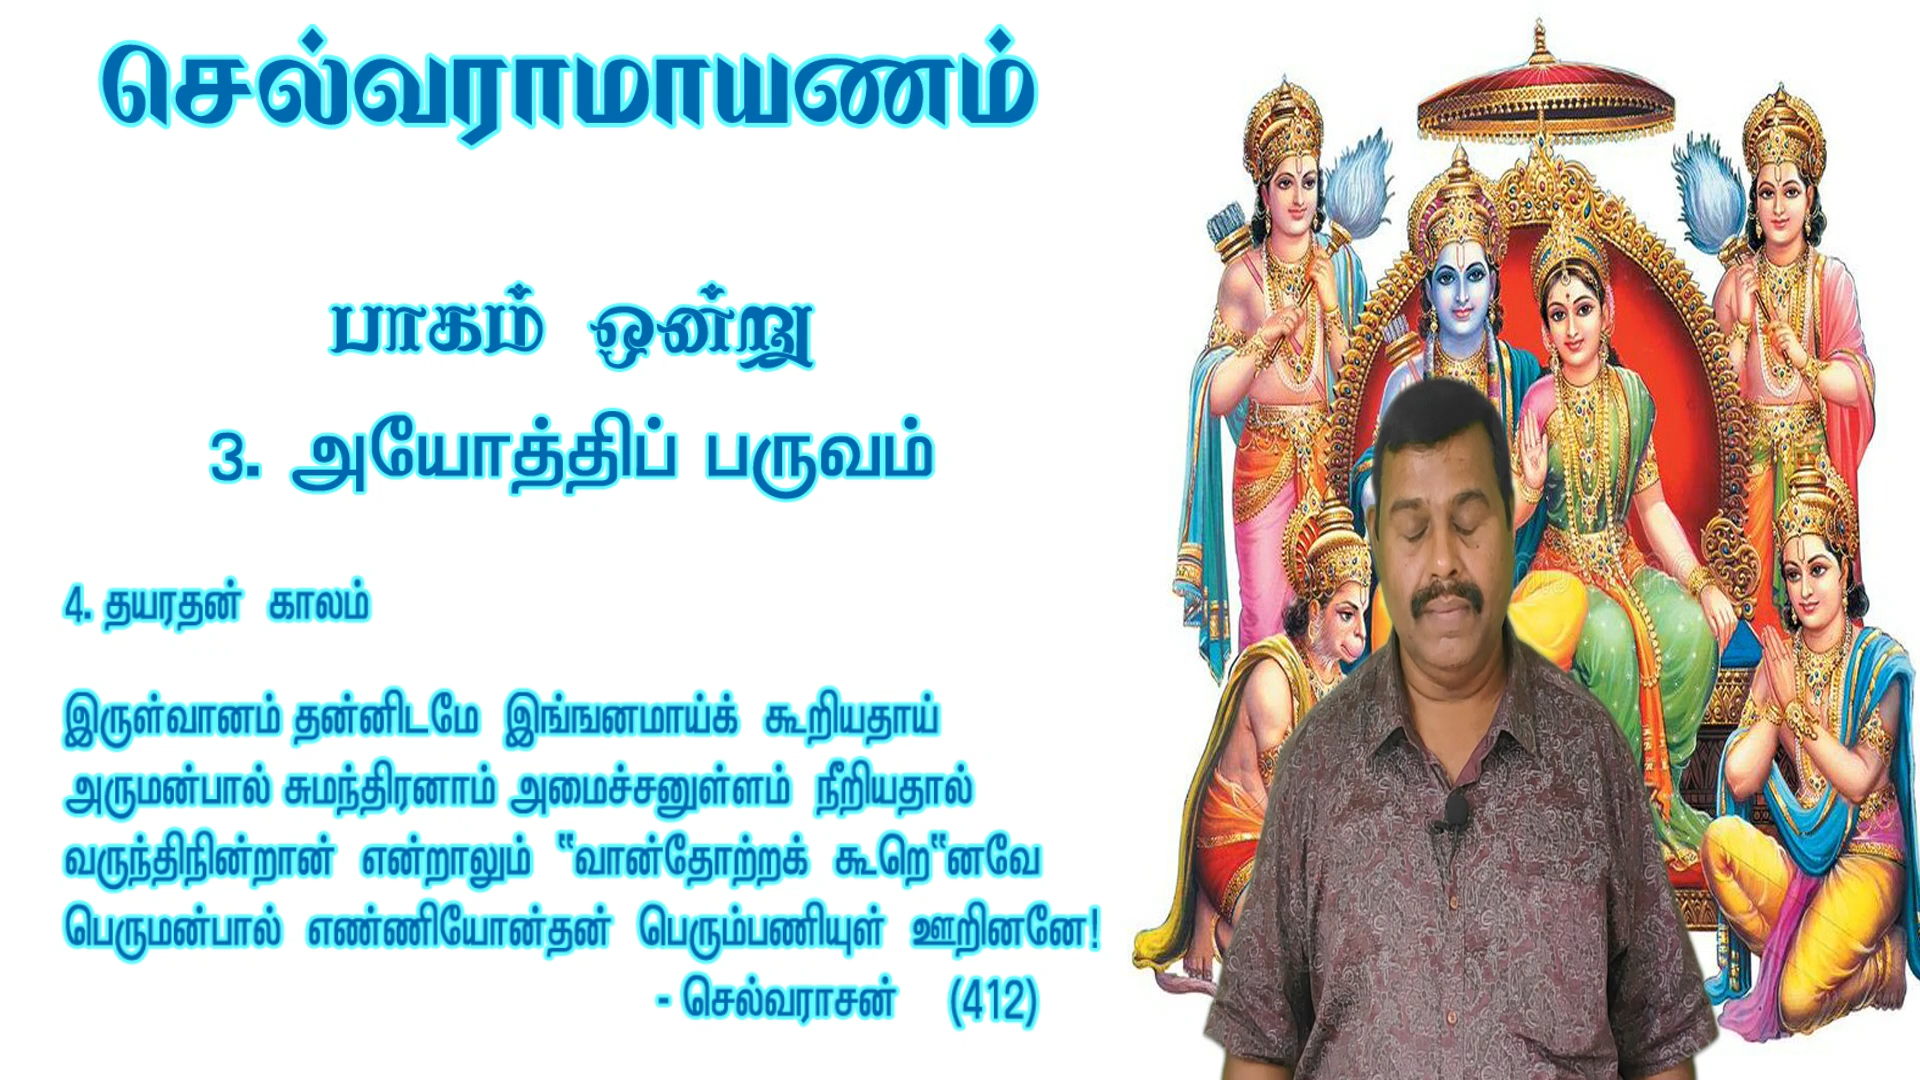 செல்வராமாயணம்
பாகம் ஒன்று
3. அயோத்திப் பருவம்
4. தயரதன் காலம்
இருள்வானம் தன்னிடமே இங்ஙனமாய்க் கூறியதாய்
அருமன்பால் சுமந்திரனாம் அமைச்சனுள்ளம் நீறியதால்
வருந்திநின்றான் என்றாலும் "வான்தோற்றக் கூறெ"னவே
பெருமன்பால் எண்ணியோன்தன் பெரும்பணியுள் ஊறினனே!
- செல்வராசன் (412)